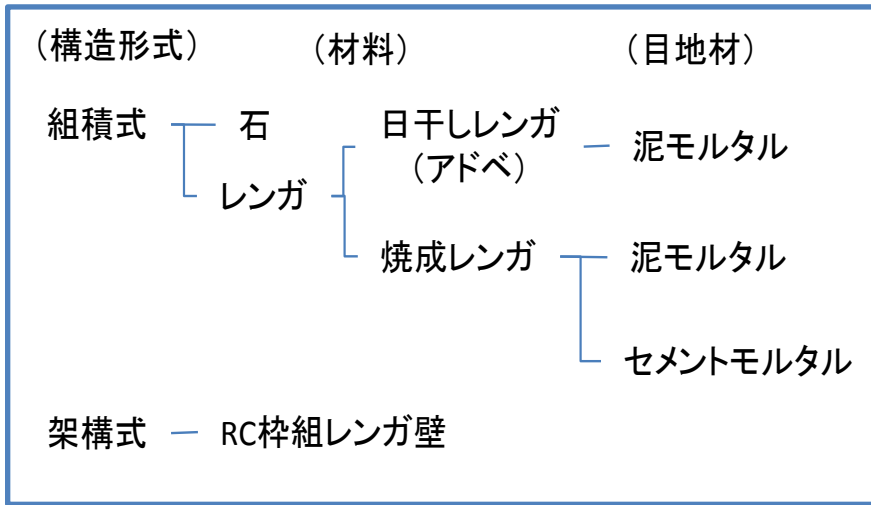 （構造形式） （材料） （目地材）
組積式 石 日干しレンガ 泥モルタル
（アドベ）
レンガ
焼成レンガ 泥モルタル
セメントモルタル
架構式 RC枠組レンガ壁